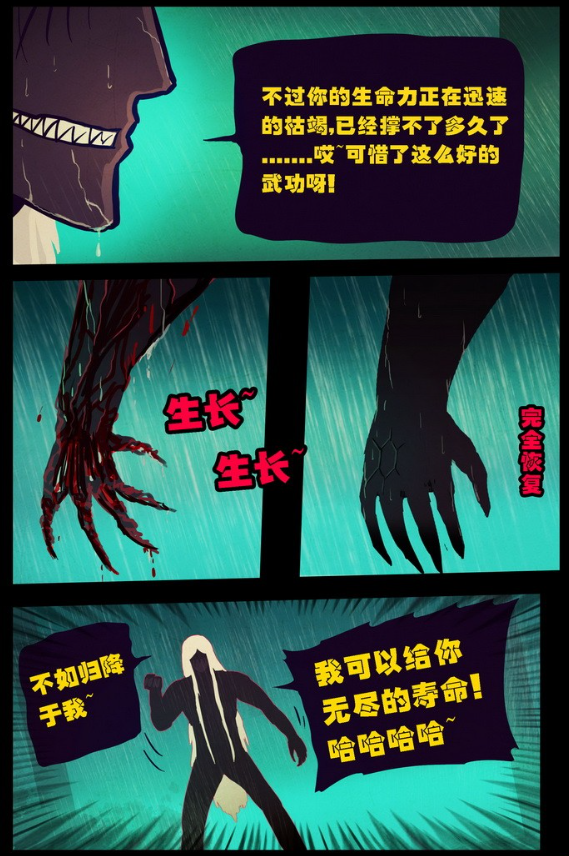 不过你的生命力正在迅速
的枯竭,已经撑不了多久了
.......哎~可惜了这么好的
武功呀!
生长~
生长~
完全恢复
不如归降
于我~
我可以给你
无尽的寿命!
哈哈哈哈~